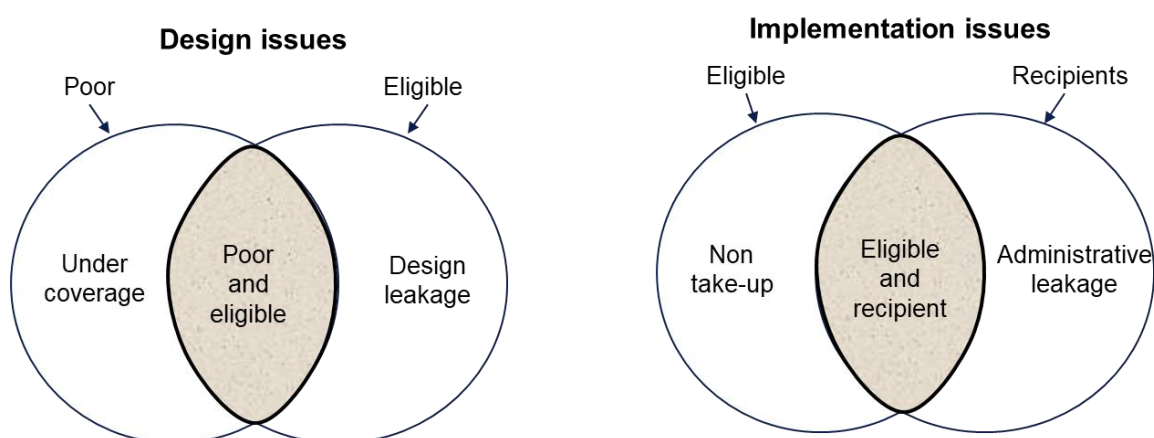 Design issues
Poor
Eligible
Under
coverage
Poor
and
eligible
Design
leakage
Implementation issues
Eligible
Recipients
Non
take-up
Eligible
and
recipient
Administrative
leakage